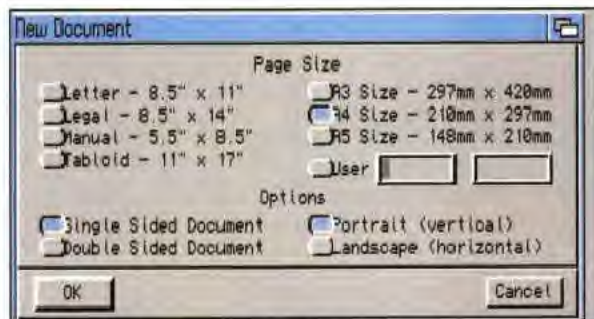 New Document
Page Size
Letter - 8.5" x 11"
Legal - 8.5" x 14"
Manual - 5.5" x 8.5"
Tabloid - 11" x 17"
A3 Size - 297mm x 420mm
A4 Size - 210mm x 297mm
A5 Size - 148mm x 210mm
User
Options
Single Sided Document
Double Sided Document
Portrait (vertical)
Landscape (horizontal)
OK
Cancel